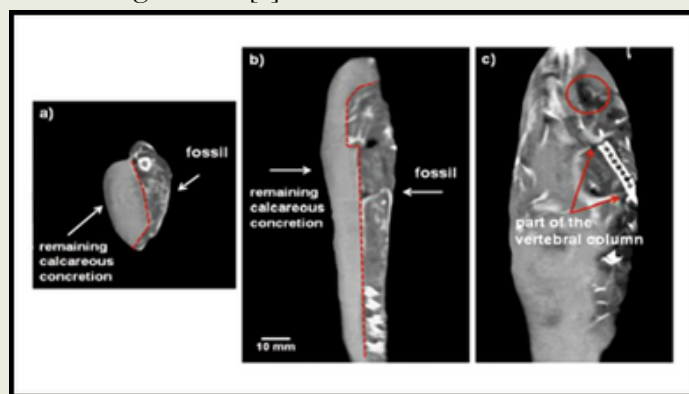 a)
fossil
remaining
calcareous
concretion
b)
remaining
calcareous
concretion
fossil
10 mm
c)
part of the
vertebral column